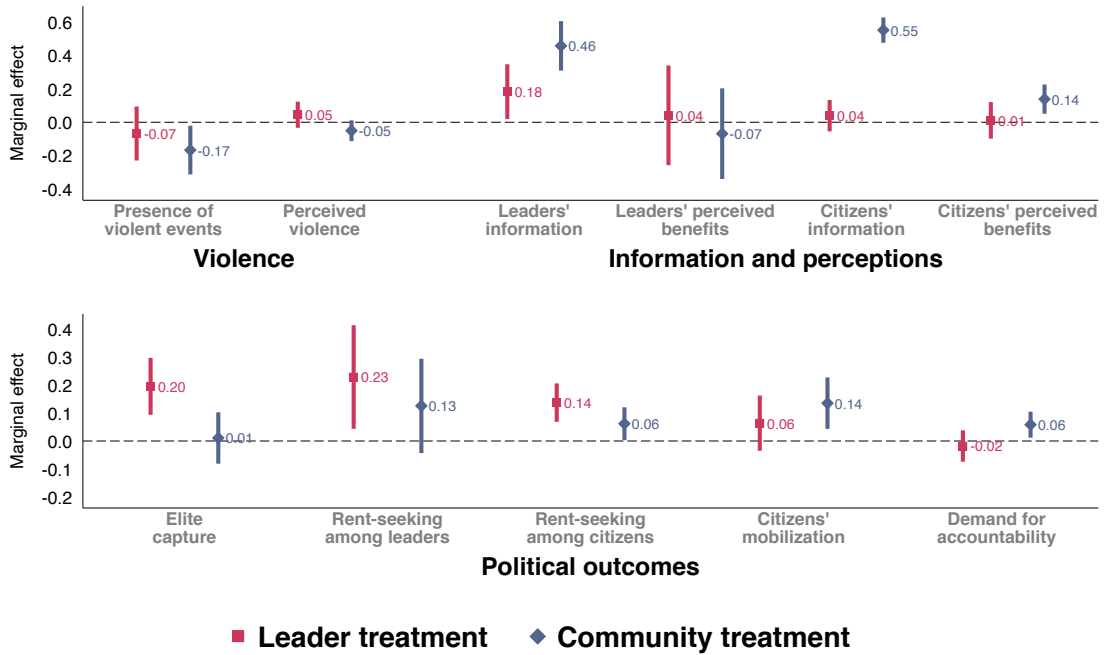 Marginal effect
0.6
0.4
0.2
0.0
-0.2
-0.4
-0.07
-0.17
0.05
-0.05
0.18
0.46
0.04
-0.07
0.04
0.55
0.01
0.14
Presence of
violent events
Perceived
violence
Leaders'
information
Leaders' perceived
benefits
Citizens'
information
Citizens' perceived
benefits
Violence
Information and perceptions
Marginal effect
0.4
0.3
0.2
0.1
0.0
-0.1
-0.2
0.20
0.01
0.23
0.13
0.14
0.06
0.06
0.14
-0.02
0.06
Elite
capture
Rent-seeking
among leaders
Rent-seeking
among citizens
Citizens'
mobilization
Demand for
accountability
Political outcomes
Leader treatment
Community treatment